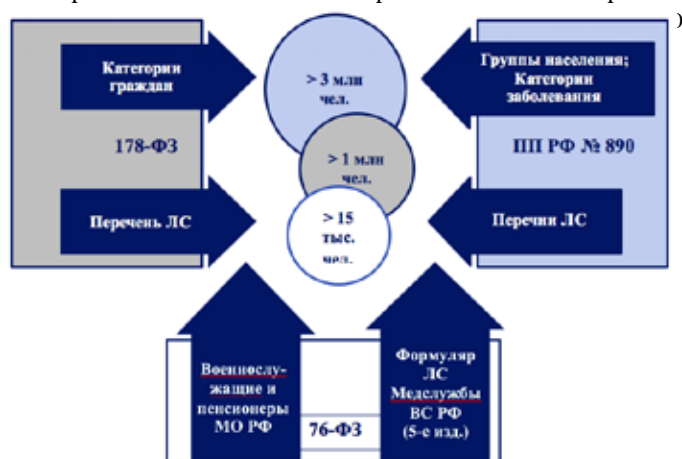 )
Категории
граждан
178-ФЗ
Перечень ЛС
> 3 млн
чел.
> 1 млн
чел.
> 15
тыс.
чел.
Группы населения;
Категории
заболевания
ПП РФ № 890
Перечни ЛС
Военнослу-
жащие и
пенсионеры
МО РФ
76-ФЗ
Формуляр
ЛС
Медслужбы
ВС РФ
(5-е изд.)